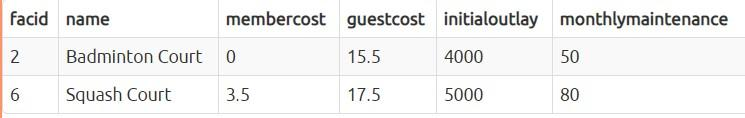 facid name membercost guestcost initialoutlay monthlymaintenance
2 Badminton Court 0 15.5 4000 50
6 Squash Court 3.5 17.5 5000 80